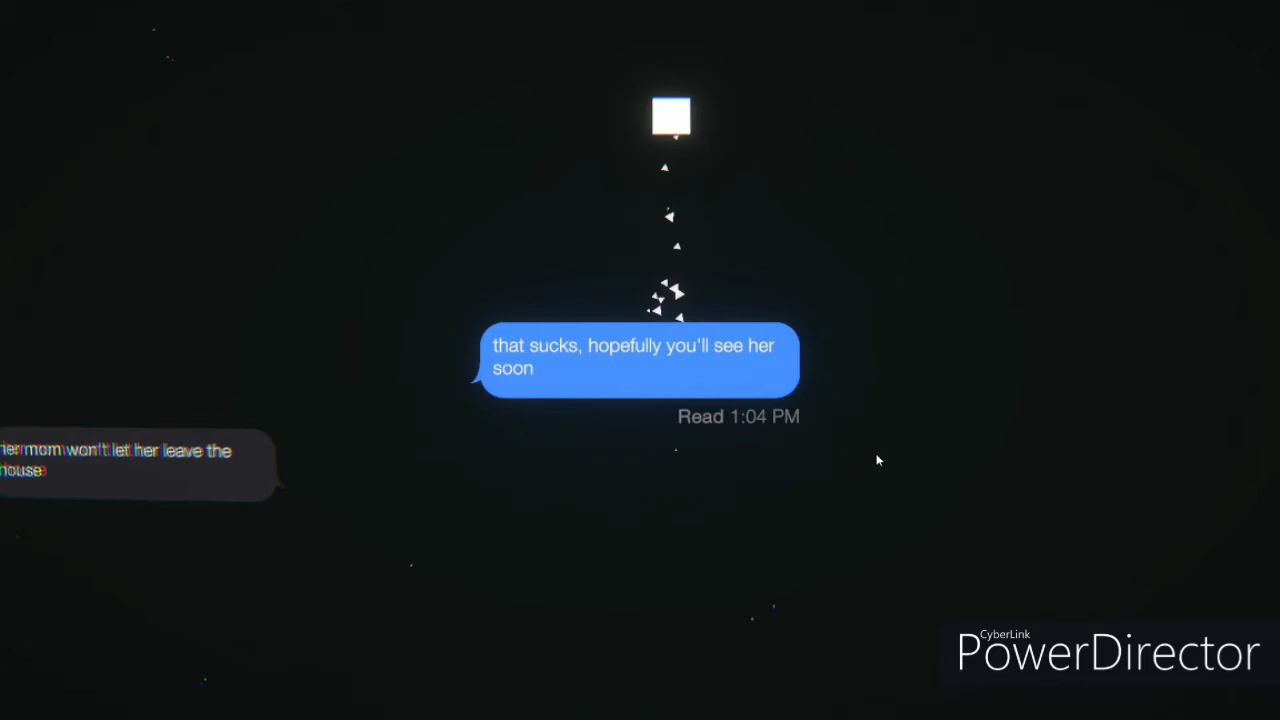 that sucks, hopefully you'll see her
soon
Read 1:04 PM
her mom won't let her leave the
house
CyberLink
PowerDirector